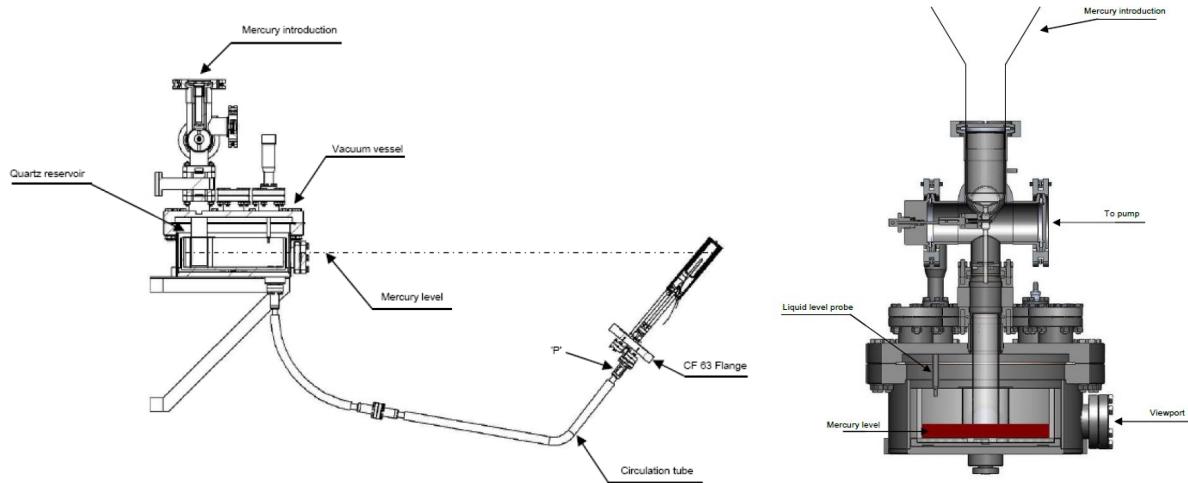 Mercury introduction
Vacuum vessel
Quartz reservoir
Mercury level
'P'
CF 63 Flange
Circulation tube
Mercury introduction
To pump
Liquid level probe
Mercury level
Viewport